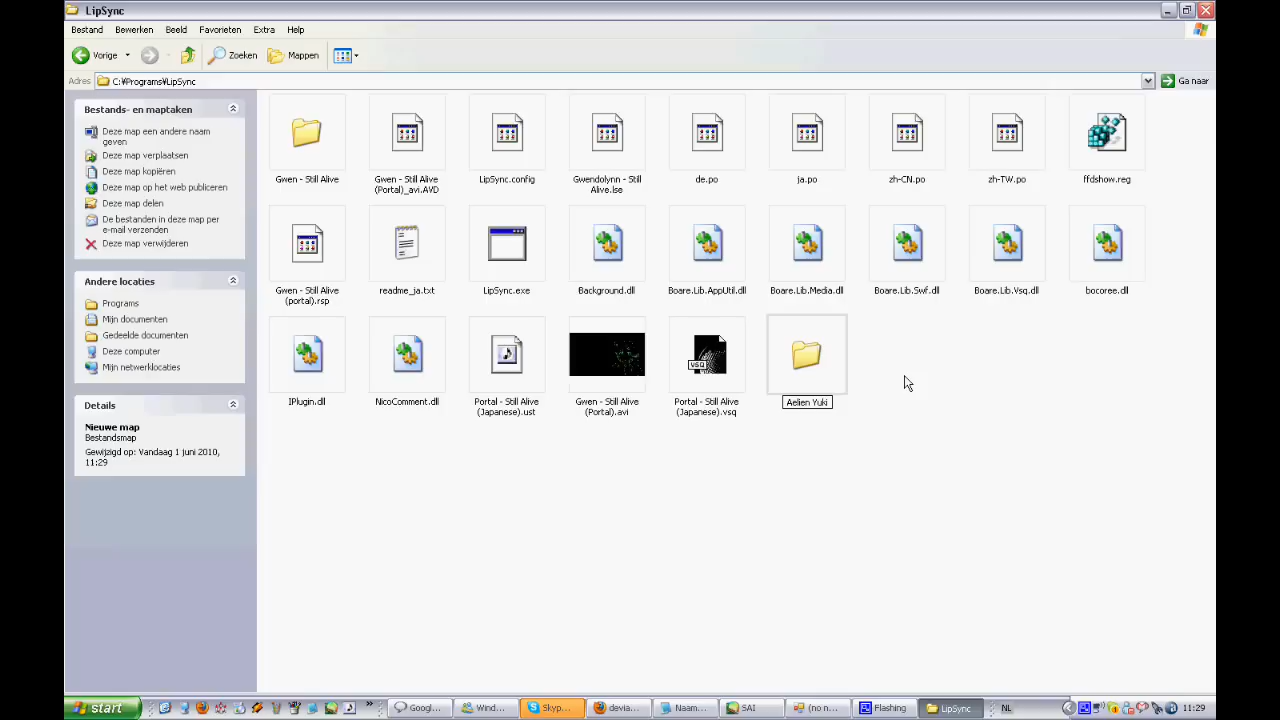 LipSync
Bestand Bewerken Beeld Favorieten Extra Help
Vorige Zoeken Mappen
Adres C:¥Programs¥LipSync Ga naar
Bestands- en maptaken
Deze map een andere naam
geven
Deze map verplaatsen
Deze map kopiëren
Deze map op het web publiceren
Deze map delen
De bestanden in deze map per
e-mail verzenden
Deze map verwijderen
Andere locaties
Programs
Mijn documenten
Gedeelde documenten
Deze computer
Mijn netwerklocaties
Details
Nieuwe map
Bestandsmap
Gewijzigd op: Vandaag 1 juni 2010,
11:29
Gwen - Still Alive
Gwen - Still Alive
(Portal)_avi.AVD
LipSync.config
Gwendolynn - Still
Alive.lse
de.po
ja.po
zh-CN.po
zh-TW.po
ffdshow.reg
Gwen - Still Alive
(portal).rsp
readme_ja.txt
LipSync.exe
Background.dll
Boare.Lib.AppUtil.dll
Boare.Lib.Media.dll
Boare.Lib.Swf.dll
Boare.Lib.Vsq.dll
bocoree.dll
IPlugin.dll
NicoComment.dll
Portal - Still Alive
(Japanese).ust
Gwen - Still Alive
(Portal).avi
VSQ
Portal - Still Alive
(Japanese).vsq
Aelien Yuki
start Googl... Wind... Skyp... devia... Naam... SAI (no n... Flashing LipSync NL 11:29